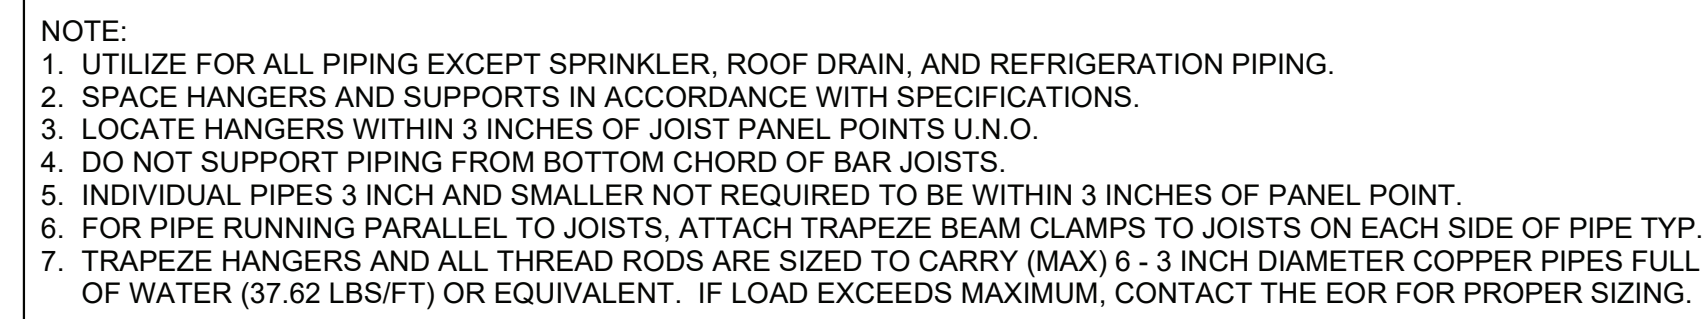 NOTE:
1. UTILIZE FOR ALL PIPING EXCEPT SPRINKLER, ROOF DRAIN, AND REFRIGERATION PIPING.
2. SPACE HANGERS AND SUPPORTS IN ACCORDANCE WITH SPECIFICATIONS.
3. LOCATE HANGERS WITHIN 3 INCHES OF JOIST PANEL POINTS U.N.O.
4. DO NOT SUPPORT PIPING FROM BOTTOM CHORD OF BAR JOISTS.
5. INDIVIDUAL PIPES 3 INCH AND SMALLER NOT REQUIRED TO BE WITHIN 3 INCHES OF PANEL POINT.
6. FOR PIPE RUNNING PARALLEL TO JOISTS, ATTACH TRAPEZE BEAM CLAMPS TO JOISTS ON EACH SIDE OF PIPE TYP.
7. TRAPEZE HANGERS AND ALL THREAD RODS ARE SIZED TO CARRY (MAX) 6 - 3 INCH DIAMETER COPPER PIPES FULL
OF WATER (37.62 LBS/FT) OR EQUIVALENT. IF LOAD EXCEEDS MAXIMUM, CONTACT THE EOR FOR PROPER SIZING.